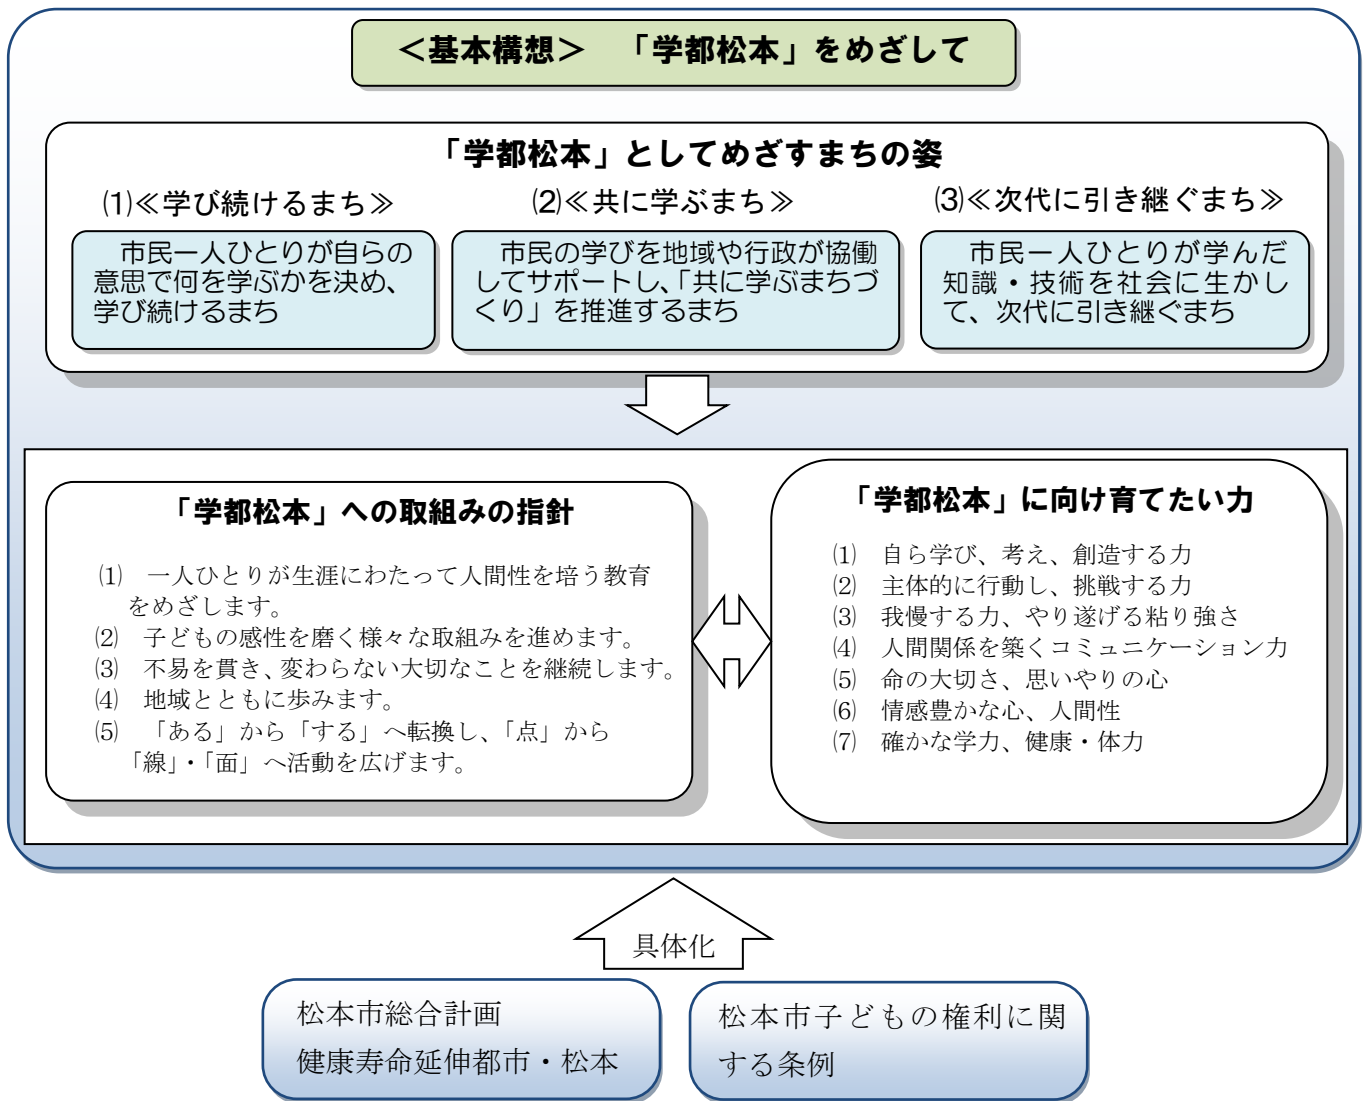 <基本構想>　「学都松本」をめざして
「学都松本」としてめざすまちの姿
⑴≪学び続けるまち≫
市民一人ひとりが自らの
意思で何を学ぶかを決め、
学び続けるまち
⑵≪共に学ぶまち≫
市民の学びを地域や行政が協働
してサポートし、「共に学ぶまちづ
くり」を推進するまち
⑶≪次代に引き継ぐまち≫
市民一人ひとりが学んだ
知識・技術を社会に生かし
て、次代に引き継ぐまち
「学都松本」への取組みの指針
⑴　一人ひとりが生涯にわたって人間性を培う教育
をめざします。
⑵　子どもの感性を磨く様々な取組みを進めます。
⑶　不易を貫き、変わらない大切なことを継続します。
⑷　地域とともに歩みます。
⑸　「ある」から「する」へ転換し、「点」から
「線」・「面」へ活動を広げます。
「学都松本」に向け育てたい力
⑴　自ら学び、考え、創造する力
⑵　主体的に行動し、挑戦する力
⑶　我慢する力、やり遂げる粘り強さ
⑷　人間関係を築くコミュニケーション力
⑸　命の大切さ、思いやりの心
⑹　情感豊かな心、人間性
⑺　確かな学力、健康・体力
具体化
松本市総合計画
健康寿命延伸都市・松本
松本市子どもの権利に関
する条例